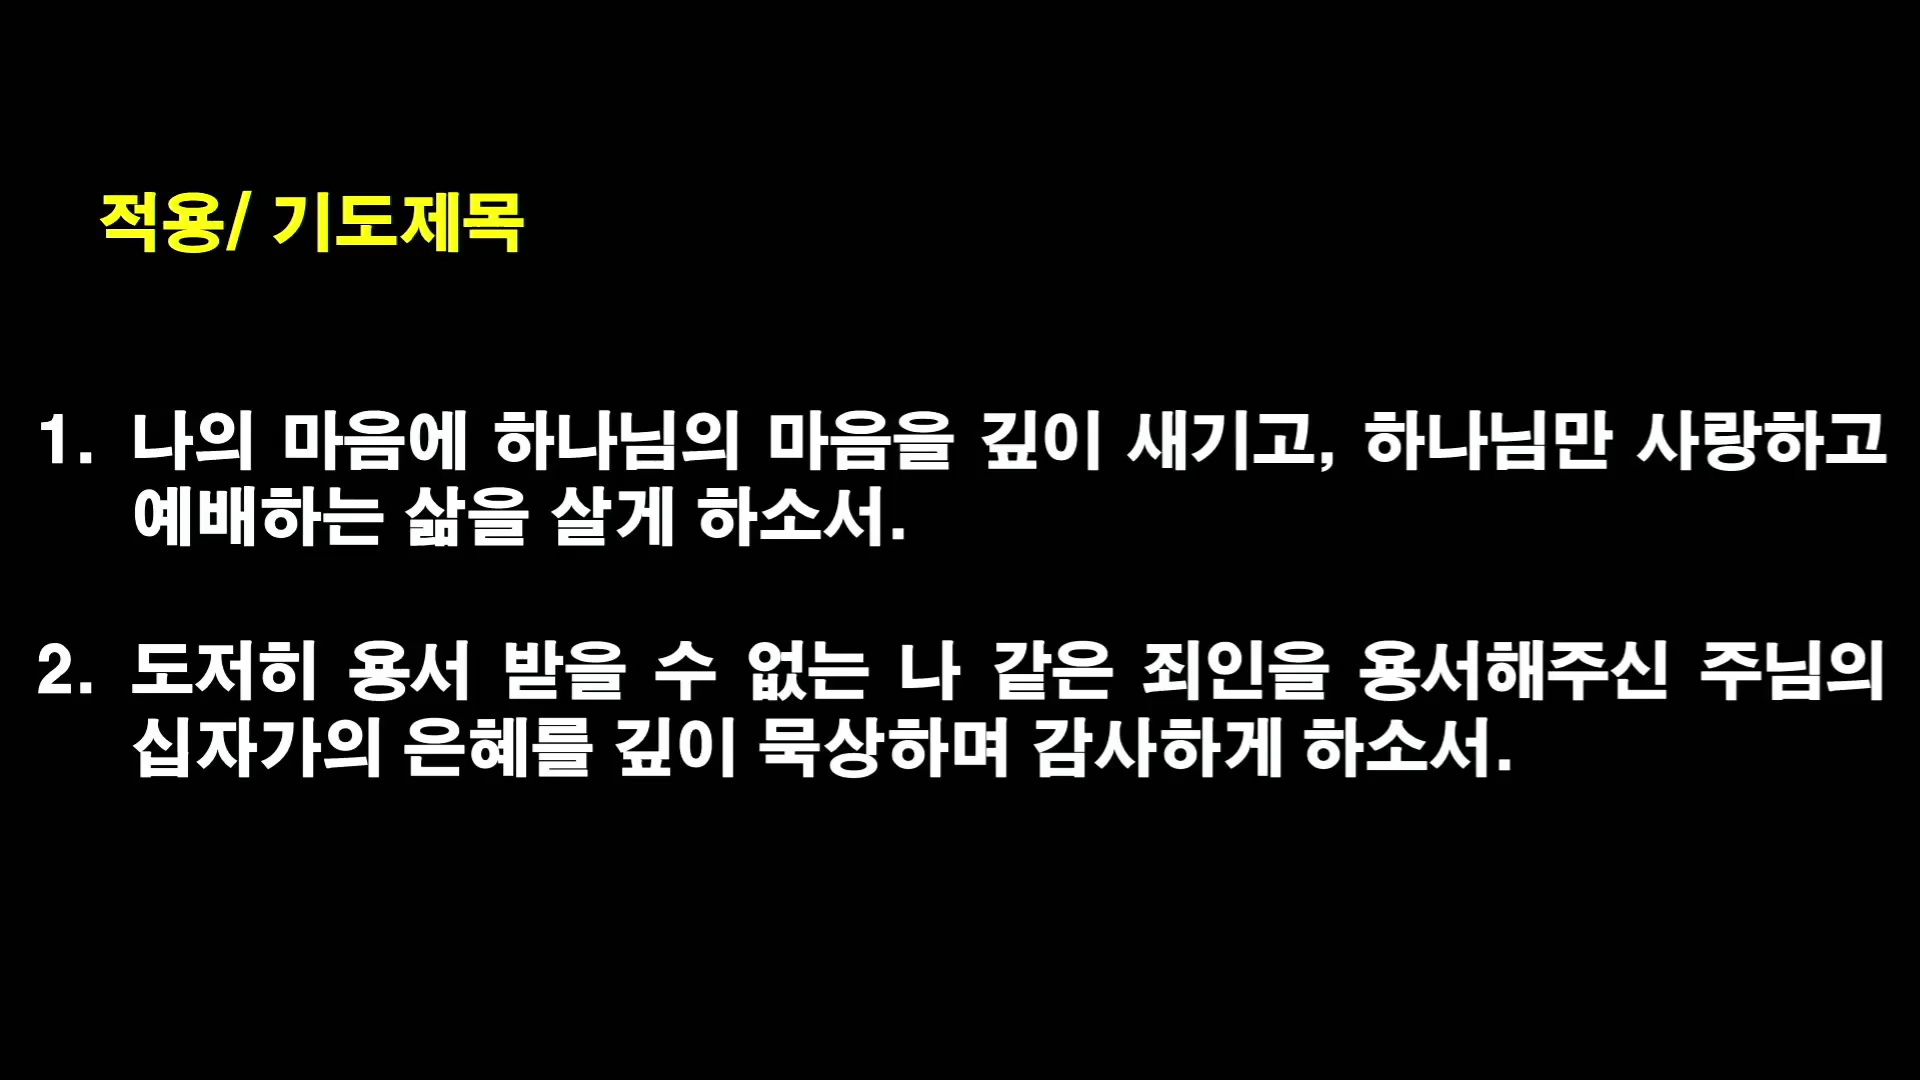 적용/ 기도제목
1. 나의 마음에 하나님의 마음을 깊이 새기고, 하나님만 사랑하고
예배하는 삶을 살게 하소서.
2. 도저히 용서 받을 수 없는 나 같은 죄인을 용서해주신 주님의
십자가의 은혜를 깊이 묵상하며 감사하게 하소서.